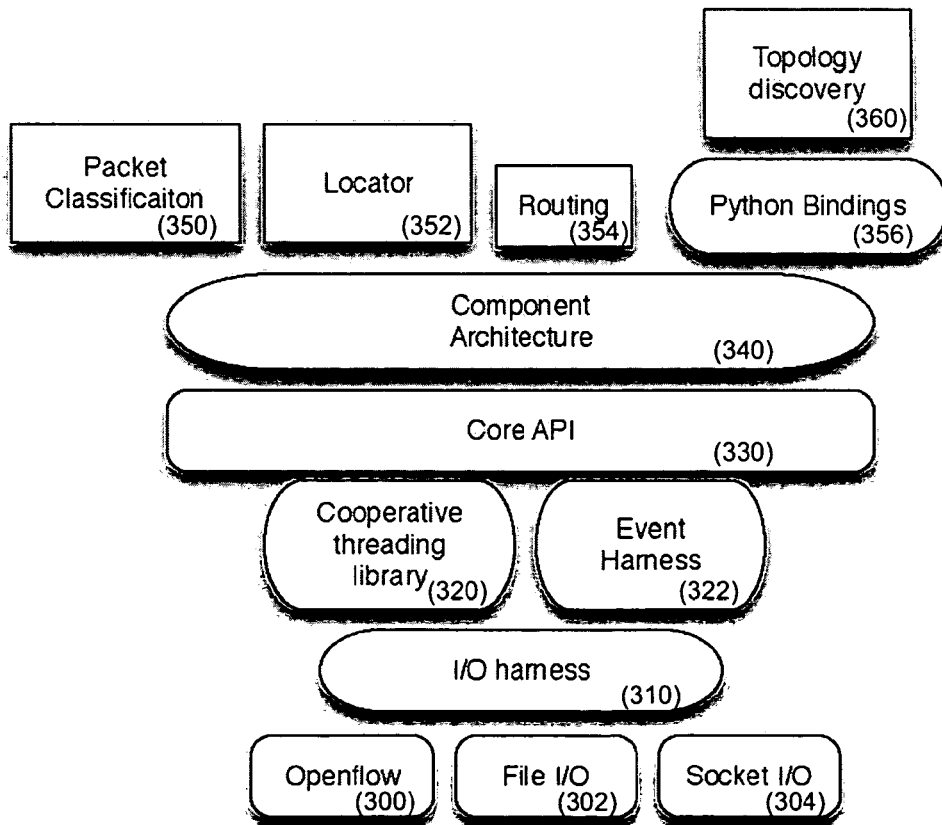 Topology
discovery
(360)
Packet
Classificaiton
(350)
Locator
(352)
Routing
(354)
Python Bindings
(356)
Component
Architecture
(340)
Core API
(330)
Cooperative
threading
library
(320)
Event
Harness
(322)
I/O harness
(310)
Openflow
(300)
File I/O
(302)
Socket I/O
(304)